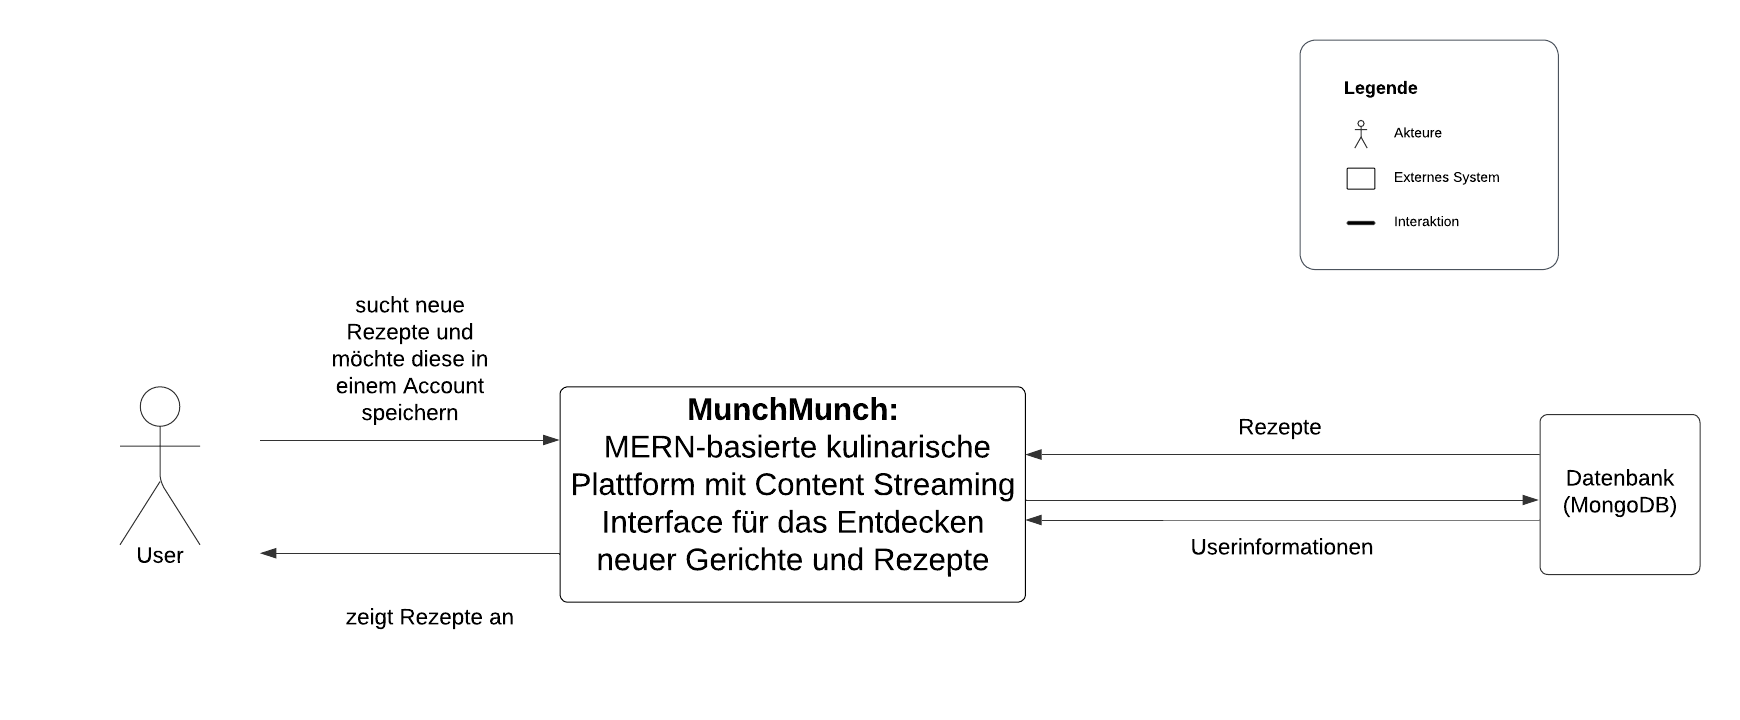 Legende
Akteure
Externes System
Interaktion
sucht neue
Rezepte und
möchte diese in
einem Account
speichern
User
zeigt Rezepte an
MunchMunch:
MERN-basierte kulinarische
Plattform mit Content Streaming
Interface für das Entdecken
neuer Gerichte und Rezepte
Rezepte
Userinformationen
Datenbank
(MongoDB)